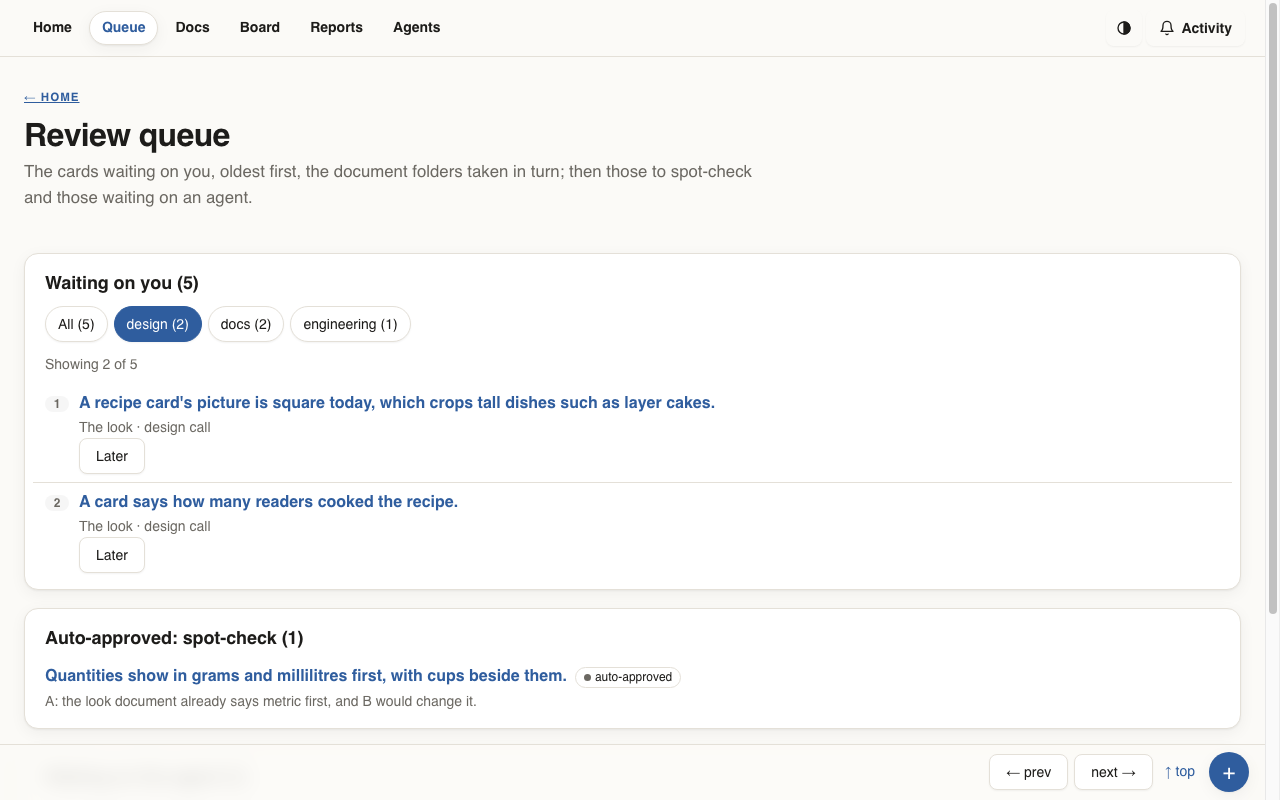 Home Queue Docs Board Reports Agents Activity
← HOME
Review queue
The cards waiting on you, oldest first, the document folders taken in turn; then those to spot-check
and those waiting on an agent.
Waiting on you (5)
All (5) design (2) docs (2) engineering (1)
Showing 2 of 5
1 A recipe card's picture is square today, which crops tall dishes such as layer cakes.
The look · design call
Later
2 A card says how many readers cooked the recipe.
The look · design call
Later
Auto-approved: spot-check (1)
Quantities show in grams and millilitres first, with cups beside them. auto-approved
A: the look document already says metric first, and B would change it.
← prev next → ↑ top +